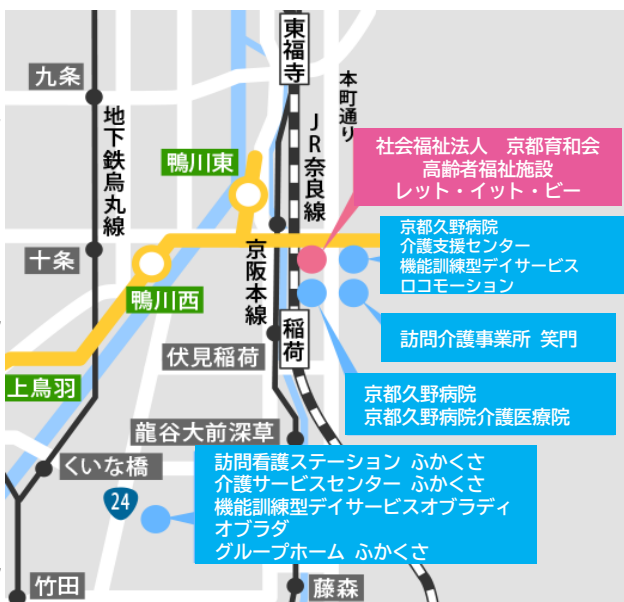 東福寺
九条
本町通り
地下鉄烏丸線
JR奈良線
鴨川東
社会福祉法人 京都育和会
高齢者福祉施設
レット・イット・ビー
京都久野病院
介護支援センター
機能訓練型デイサービス
ロコモーション
十条
京阪本線
鴨川西
稲荷
訪問介護事業所 笑門
伏見稲荷
上鳥羽
京都久野病院
京都久野病院介護医療院
龍谷大前深草
くいな橋
訪問看護ステーション ふかくさ
介護サービスセンター ふかくさ
機能訓練型デイサービスオブラディ
オブラダ
グループホーム ふかくさ
24
竹田
藤森